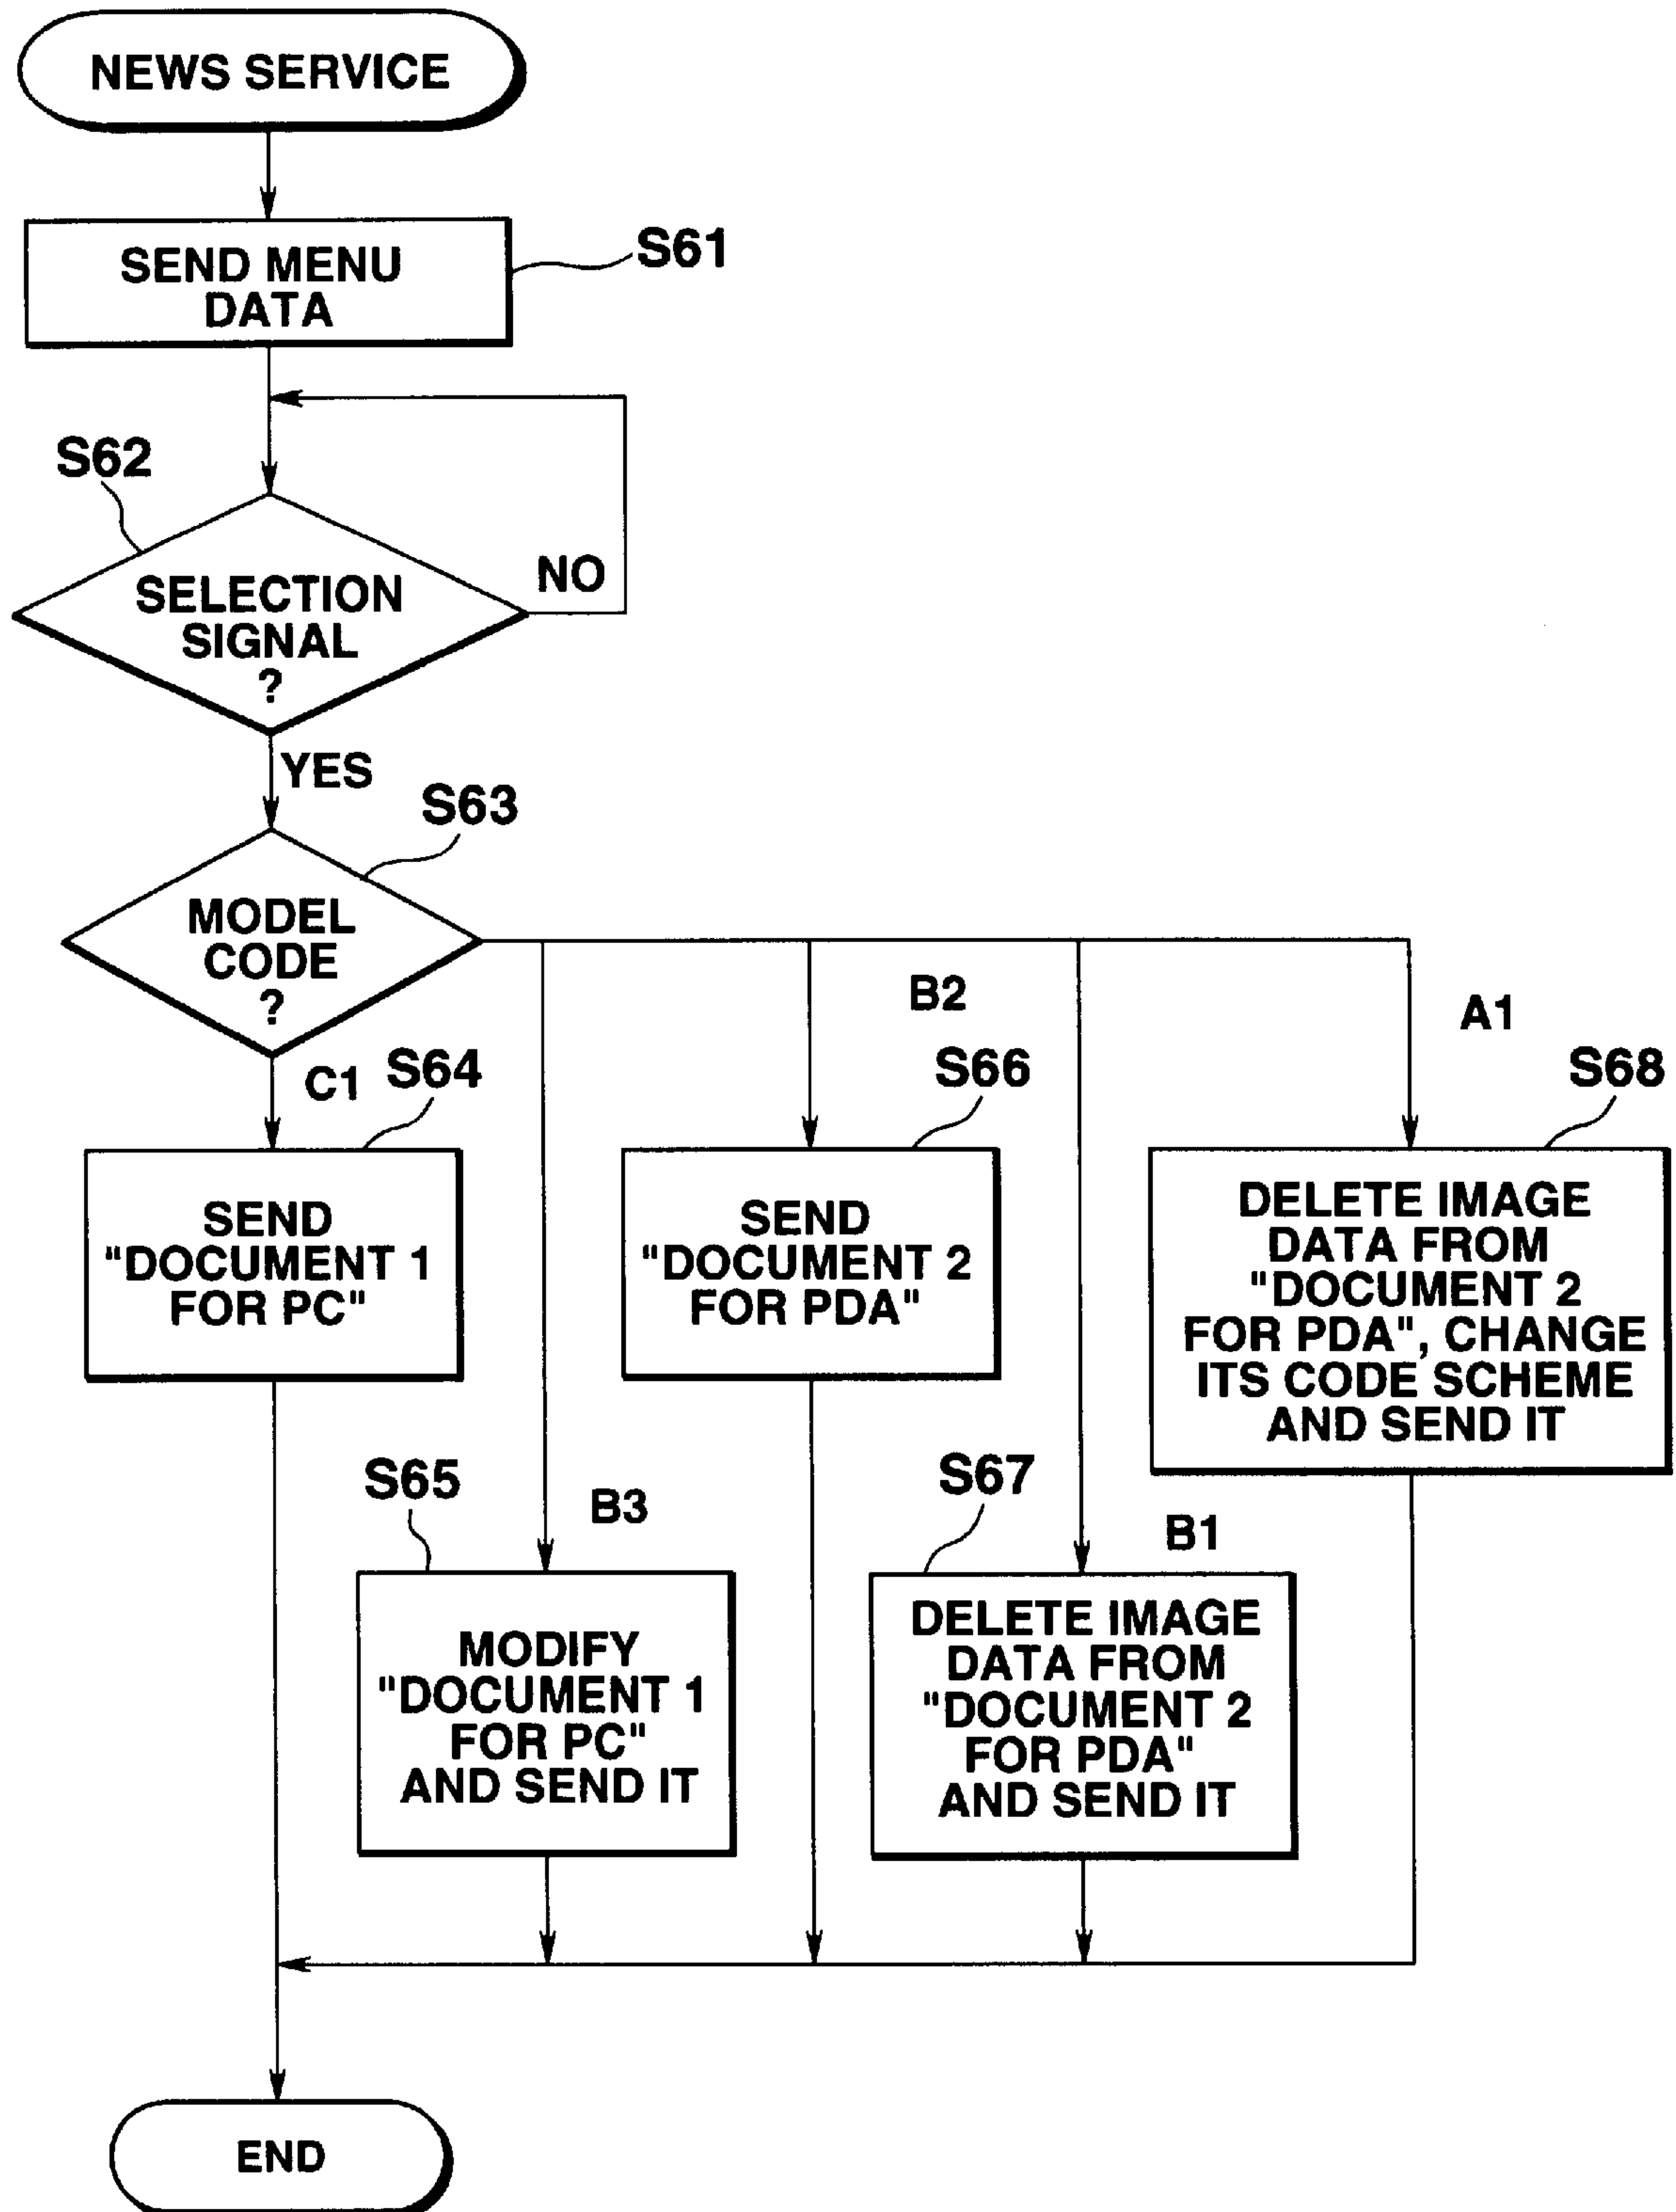 NEWS SERVICE
SEND MENU
DATA
S61
S62
SELECTION
SIGNAL
?
NO
YES
S63
MODEL
CODE
?
C1
B2
A1
S64
SEND
"DOCUMENT 1
FOR PC"
S66
SEND
"DOCUMENT 2
FOR PDA"
S68
DELETE IMAGE
DATA FROM
"DOCUMENT 2
FOR PDA", CHANGE
ITS CODE SCHEME
AND SEND IT
S65
B3
MODIFY
"DOCUMENT 1
FOR PC"
AND SEND IT
S67
B1
DELETE IMAGE
DATA FROM
"DOCUMENT 2
FOR PDA"
AND SEND IT
END